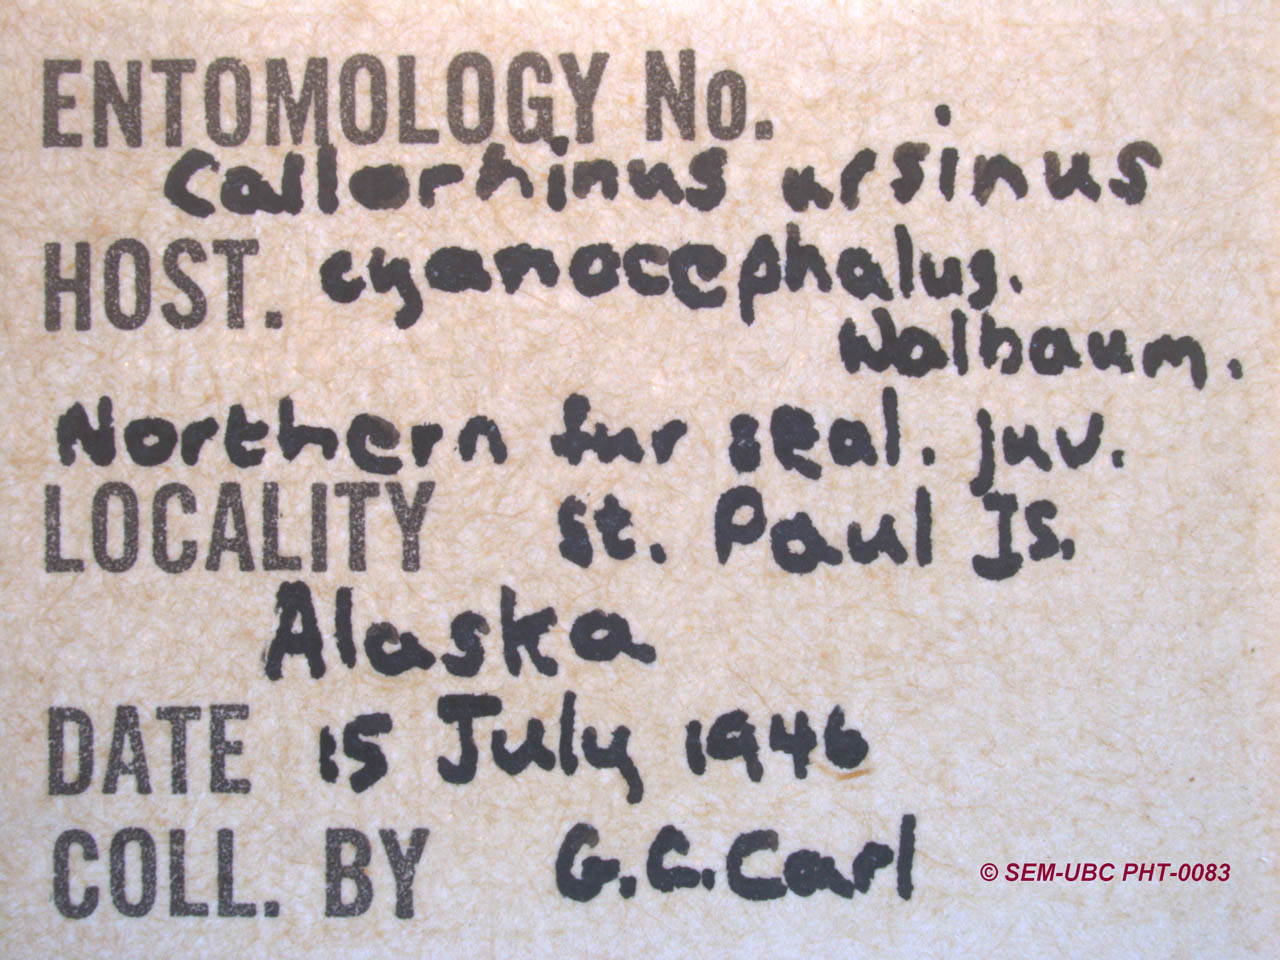 ENTOMOLOGY No.
Callorhinus ursinus
HOST. cyanocephalus.
Walbaum.
Northern fur seal. juv.
LOCALITY St. Paul Is.
Alaska
DATE 15 July 1946
COLL. BY G.C. Carl
© SEM-UBC PHT-0083